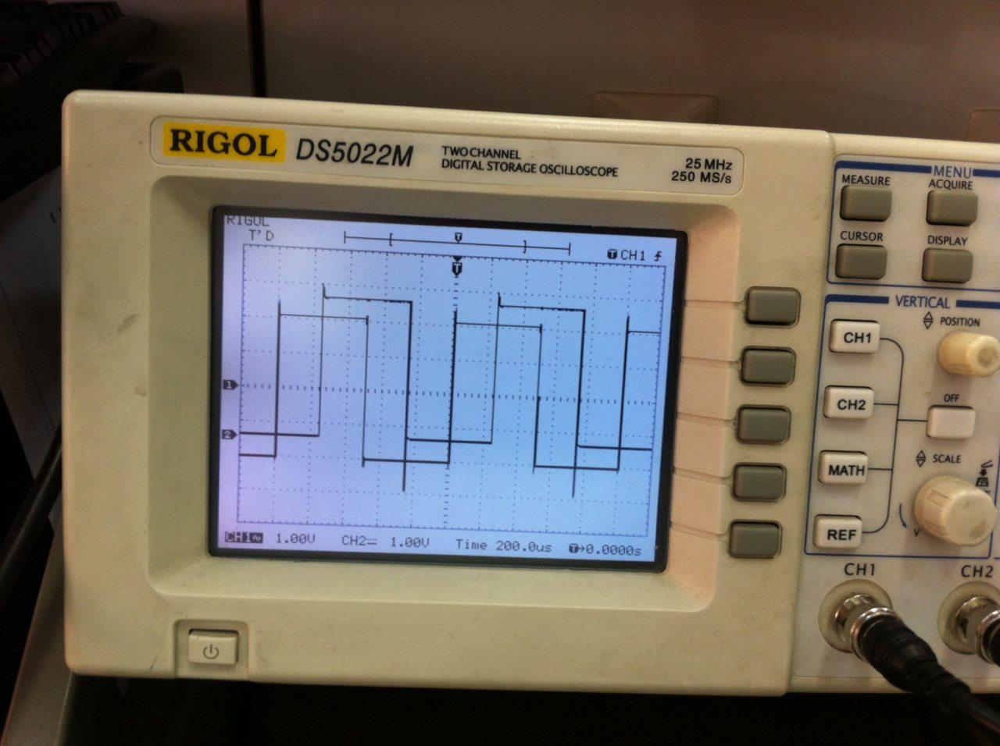 RIGOL DS5022M
TWO CHANNEL
DIGITAL STORAGE OSCILLOSCOPE
25 MHz
250 MS/s
RIGOL
T'D
T
T CH1
T
1
2
CH1 1.00V CH2 1.00V Time 200.0us T→0.0000s
MENU
MEASURE
ACQUIRE
CURSOR
DISPLAY
VERTICAL
POSITION
CH1
OFF
CH2
SCALE
MATH
V
REF
CH1
CH2